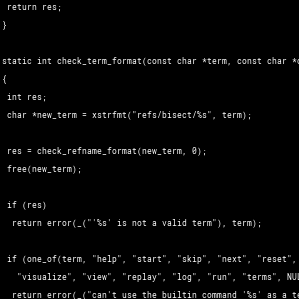 return res;
}
static int check_term_format(const char *term, const char *
{
int res;
char *new_term = xstrfmt("refs/bisect/%s", term);
res = check_refname_format(new_term, 0);
free(new_term);
if (res)
return error(_("'%s' is not a valid term"), term);
if (one_of(term, "help", "start", "skip", "next", "reset",
"visualize", "view", "replay", "log", "run", "terms", NU
return error(_("can't use the builtin command '%s' as a te